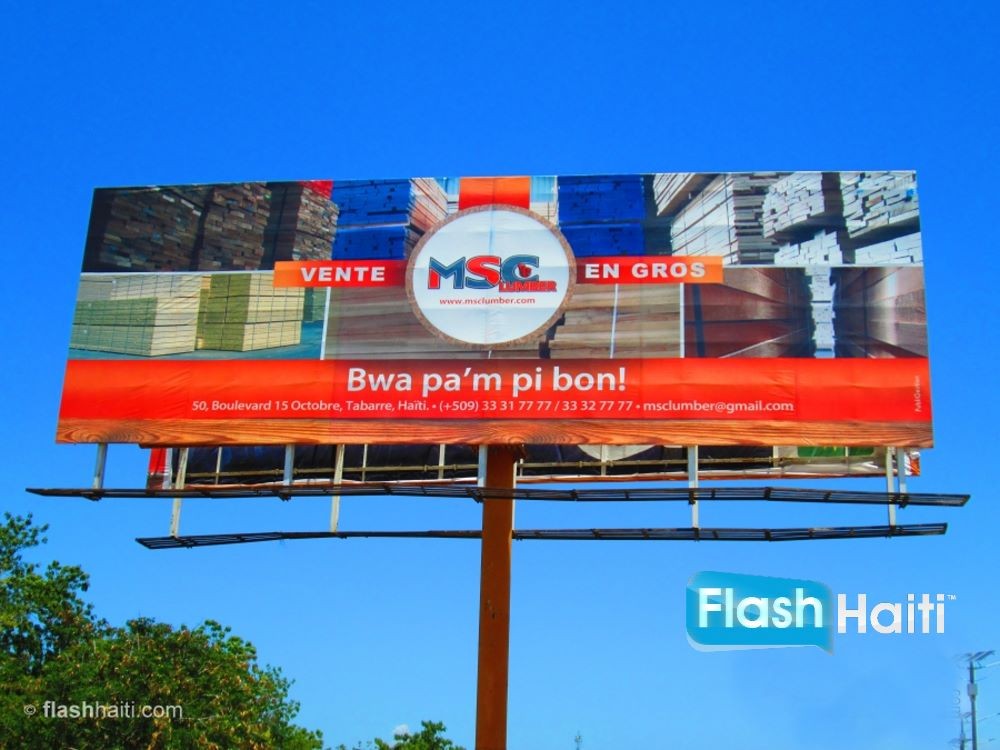 VENTE
MSC
LUMBER
www.msclumber.com
EN GROS
Bwa pa'm pi bon!
50, Boulevard 15 Octobre, Tabarre, Haïti. • (+509) 33 31 77 77 / 33 32 77 77 • msclumber@gmail.com
Flash Haiti™
© flashhaiti.com